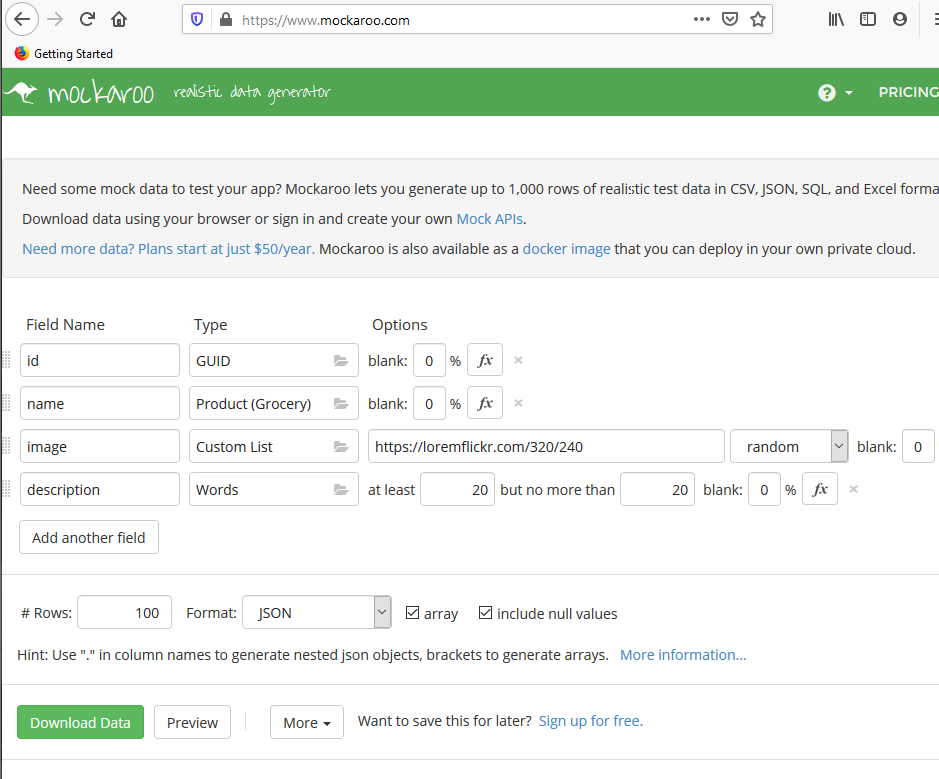 https://www.mockaroo.com
Getting Started
mockaroo realistic data generator ? PRICING
Need some mock data to test your app? Mockaroo lets you generate up to 1,000 rows of realistic test data in CSV, JSON, SQL, and Excel forma
Download data using your browser or sign in and create your own Mock APIs.
Need more data? Plans start at just $50/year. Mockaroo is also available as a docker image that you can deploy in your own private cloud.
Field Name Type Options
id GUID blank: 0 % fx ×
name Product (Grocery) blank: 0 % fx ×
image Custom List https://loremflickr.com/320/240 random blank: 0
description Words at least 20 but no more than 20 blank: 0 % fx ×
Add another field
# Rows: 100 Format: JSON array include null values
Hint: Use "." in column names to generate nested json objects, brackets to generate arrays. More information...
Download Data Preview More Want to save this for later? Sign up for free.